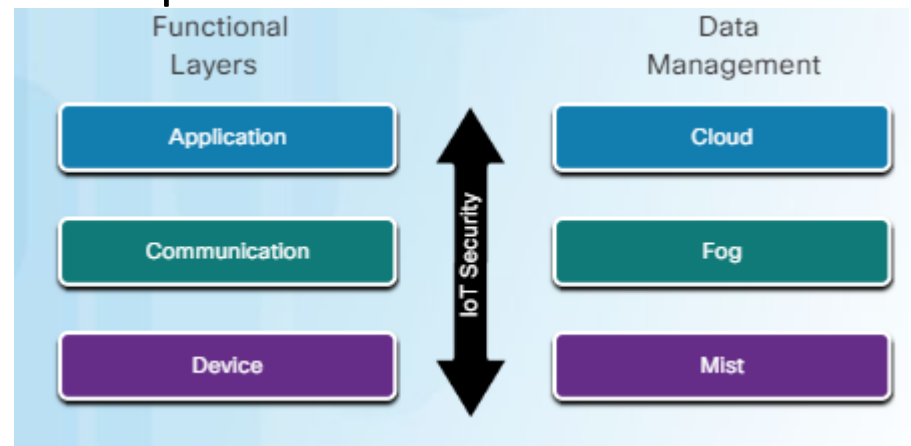 Functional
Layers
Data
Management
Application
Cloud
Communication
IoT Security
Fog
Device
Mist